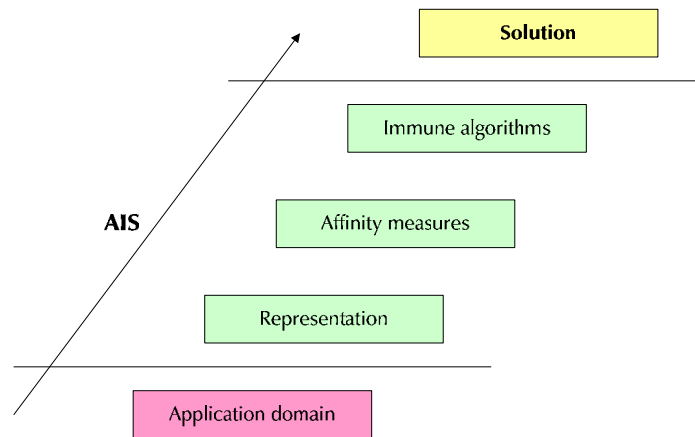 Solution
Immune algorithms
Affinity measures
AIS
Representation
Application domain